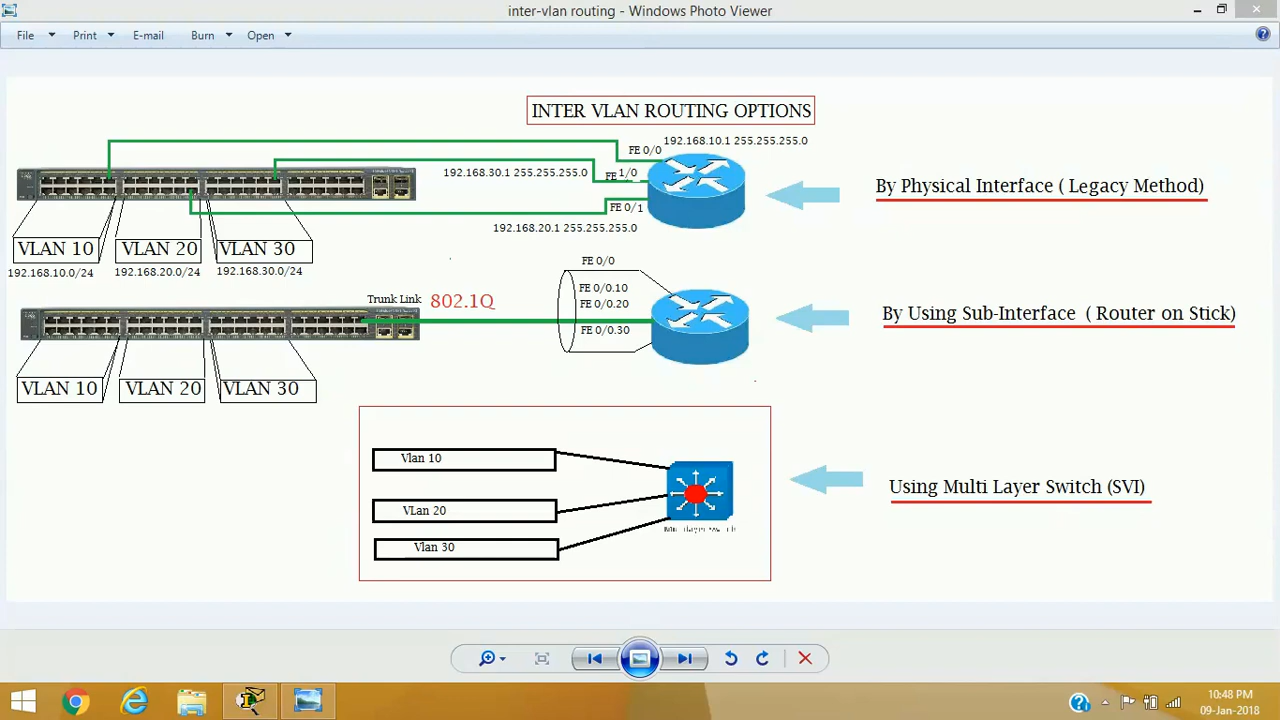 inter-vlan routing - Windows Photo Viewer
File Print E-mail Burn Open
INTER VLAN ROUTING OPTIONS
192.168.10.1 255.255.255.0
FE 0/0
192.168.30.1 255.255.255.0
FE 1/0
FE 0/1
192.168.20.1 255.255.255.0
By Physical Interface ( Legacy Method)
VLAN 10 VLAN 20 VLAN 30
192.168.10.0/24 192.168.20.0/24 192.168.30.0/24
FE 0/0
Trunk Link 802.1Q
FE 0/0.10
FE 0/0.20
FE 0/0.30
By Using Sub-Interface ( Router on Stick)
VLAN 10 VLAN 20 VLAN 30
Vlan 10
VLan 20
Vlan 30
Using Multi Layer Switch (SVI)
10:48 PM
09-Jan-2018